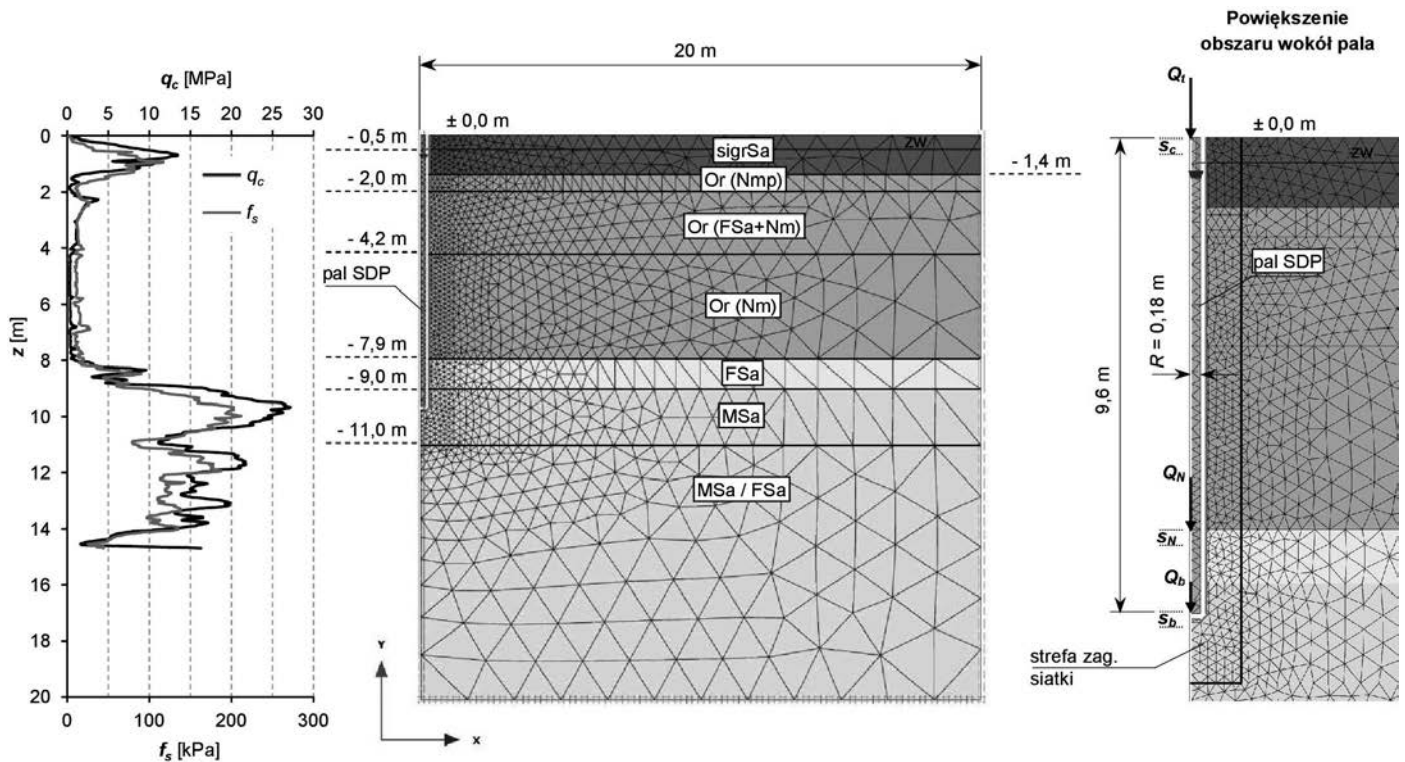 q_c [MPa]
0 5 10 15 20 25 30
0
2
4
6
8
10
12
14
16
18
20
z [m]
q_c
f_s
0 100 200 300
f_s [kPa]
20 m
± 0,0 m
- 0,5 m
- 2,0 m
- 4,2 m
pal SDP
- 7,9 m
- 9,0 m
- 11,0 m
zw
sigrSa
Or (Nmp)
Or (FSa+Nm)
Or (Nm)
FSa
MSa
MSa / FSa
Y
x
- 1,4 m
Powiększenie
obszaru wokół pala
Q_t
± 0,0 m
s_c
zw
pal SDP
R = 0,18 m
9,6 m
Q_N
s_N
Q_b
s_b
strefa zag.
siatki